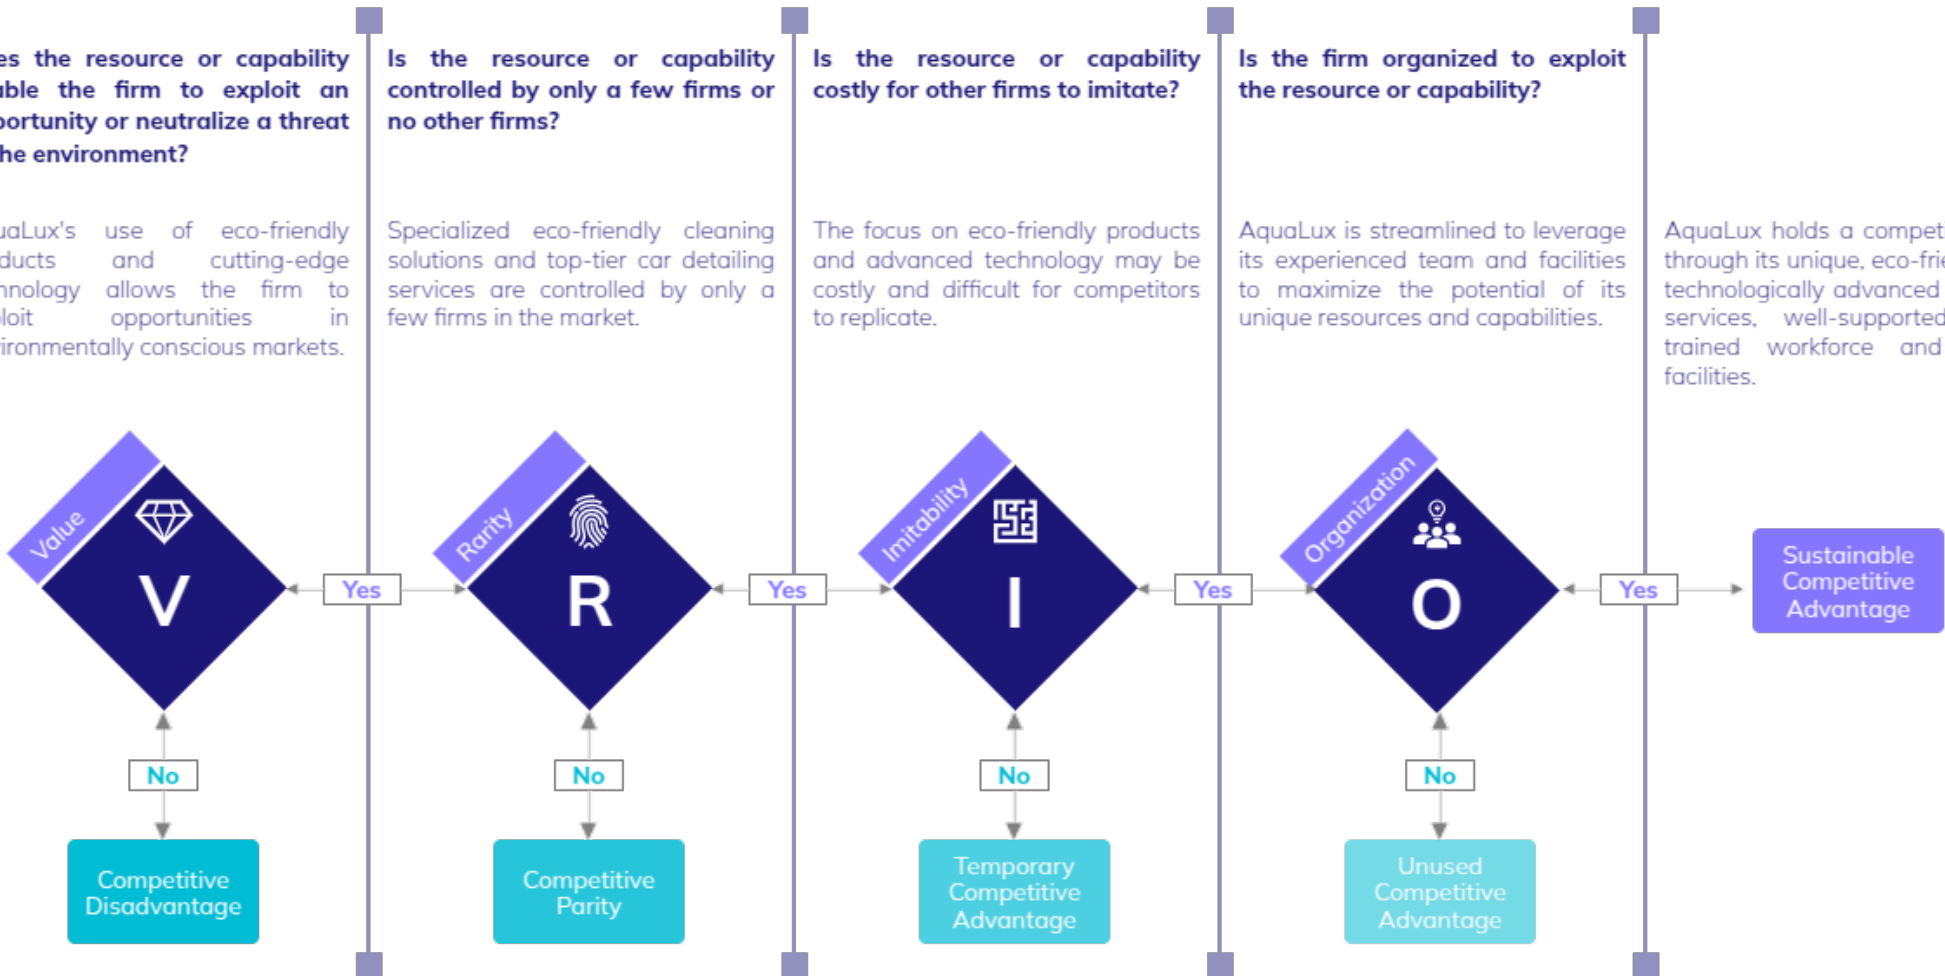 es the resource or capability
able the firm to exploit an
portunity or neutralize a threat
he environment?
Is the resource or capability
controlled by only a few firms or
no other firms?
Is the resource or capability
costly for other firms to imitate?
Is the firm organized to exploit
the resource or capability?
uaLux's use of eco-friendly
ducts and cutting-edge
hnology allows the firm to
loit opportunities in
ironmentally conscious markets.
Specialized eco-friendly cleaning
solutions and top-tier car detailing
services are controlled by only a
few firms in the market.
The focus on eco-friendly products
and advanced technology may be
costly and difficult for competitors
to replicate.
AquaLux is streamlined to leverage
its experienced team and facilities
to maximize the potential of its
unique resources and capabilities.
AquaLux holds a competi
through its unique, eco-frie
technologically advanced
services, well-supported
trained workforce and
facilities.
Value
V
Yes
Rarity
R
Yes
Imitability
I
Yes
Organization
O
Yes
Sustainable
Competitive
Advantage
No
No
No
No
Competitive
Disadvantage
Competitive
Parity
Temporary
Competitive
Advantage
Unused
Competitive
Advantage